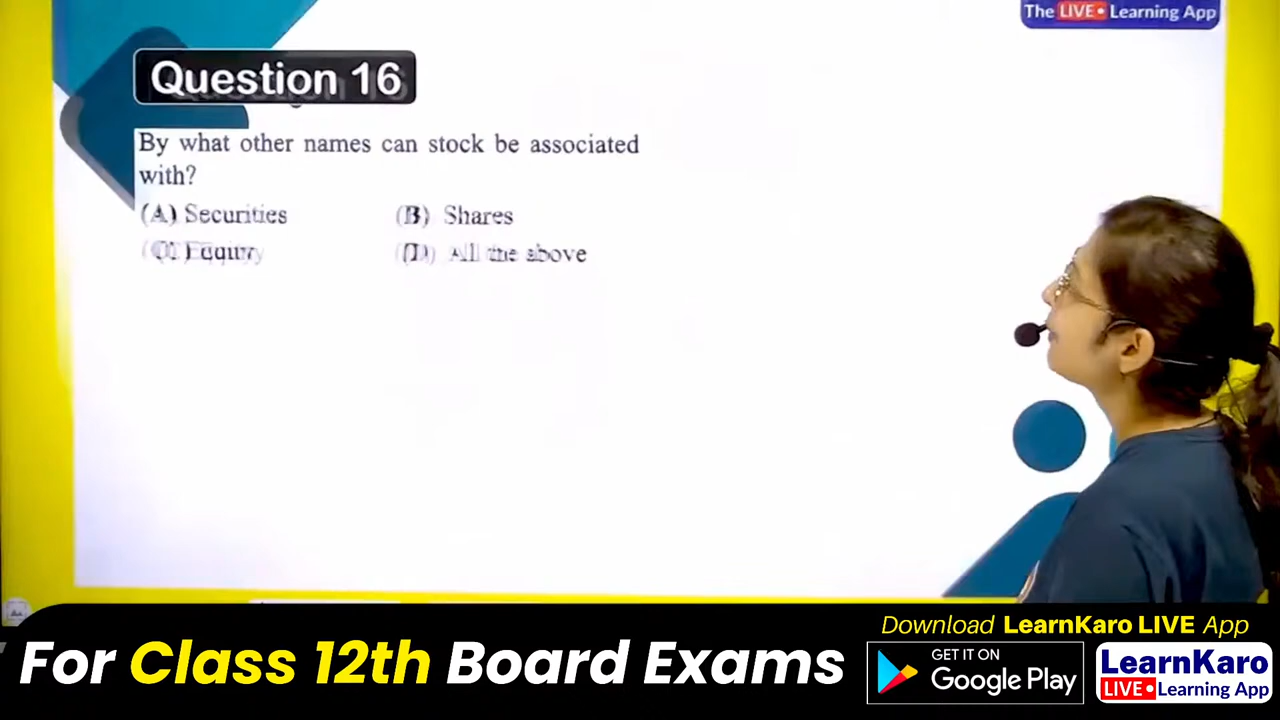 The LIVE Learning App
Question 16
By what other names can stock be associated
with?
(A) Securities (B) Shares
(C) Equity (D) All the above
For Class 12th Board Exams
Download LearnKaro LIVE App
GET IT ON
Google Play
LearnKaro
LIVE Learning App